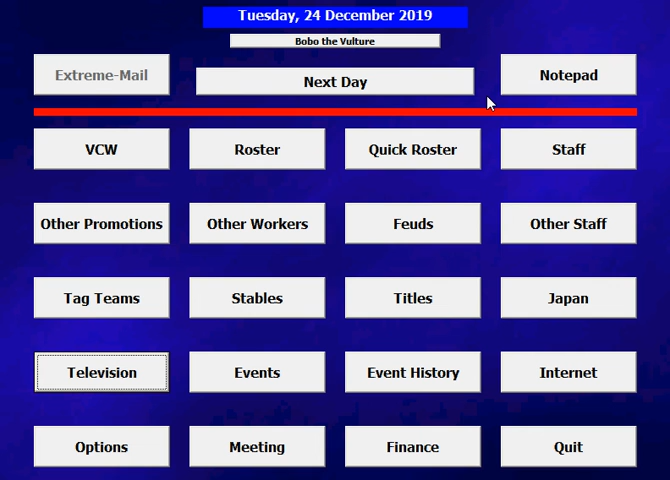 Tuesday, 24 December 2019
Bobo the Vulture
Extreme-Mail
Next Day
Notepad
VCW
Roster
Quick Roster
Staff
Other Promotions
Other Workers
Feuds
Other Staff
Tag Teams
Stables
Titles
Japan
Television
Events
Event History
Internet
Options
Meeting
Finance
Quit